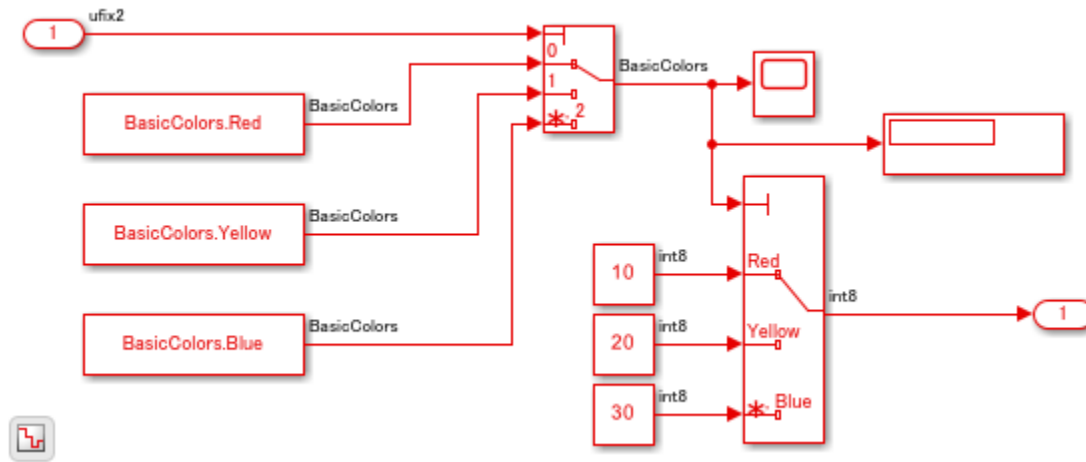 ufix2
1
0
1
* 2
BasicColors
BasicColors
BasicColors.Red
BasicColors
BasicColors.Yellow
BasicColors
BasicColors.Blue
10
int8
Red
20
int8
Yellow
30
int8
* Blue
int8
1